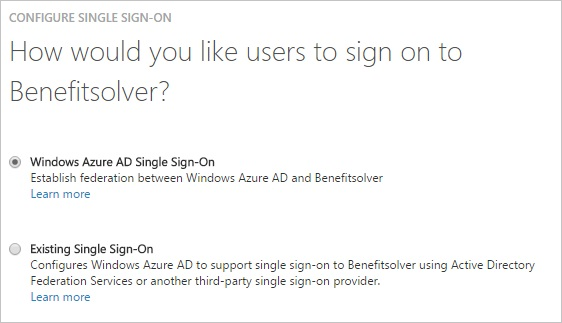 CONFIGURE SINGLE SIGN-ON
How would you like users to sign on to
Benefitsolver?
Windows Azure AD Single Sign-On
Establish federation between Windows Azure AD and Benefitsolver
Learn more
Existing Single Sign-On
Configures Windows Azure AD to support single sign-on to Benefitsolver using Active Directory
Federation Services or another third-party single sign-on provider.
Learn more